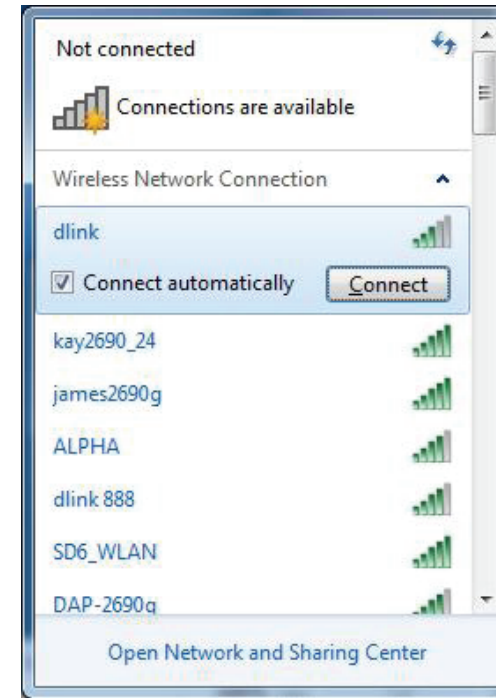 Not connected
Connections are available
Wireless Network Connection
dlink
Connect automatically Connect
kay2690_24
james2690g
ALPHA
dlink 888
SD6_WLAN
DAP-2690g
Open Network and Sharing Center